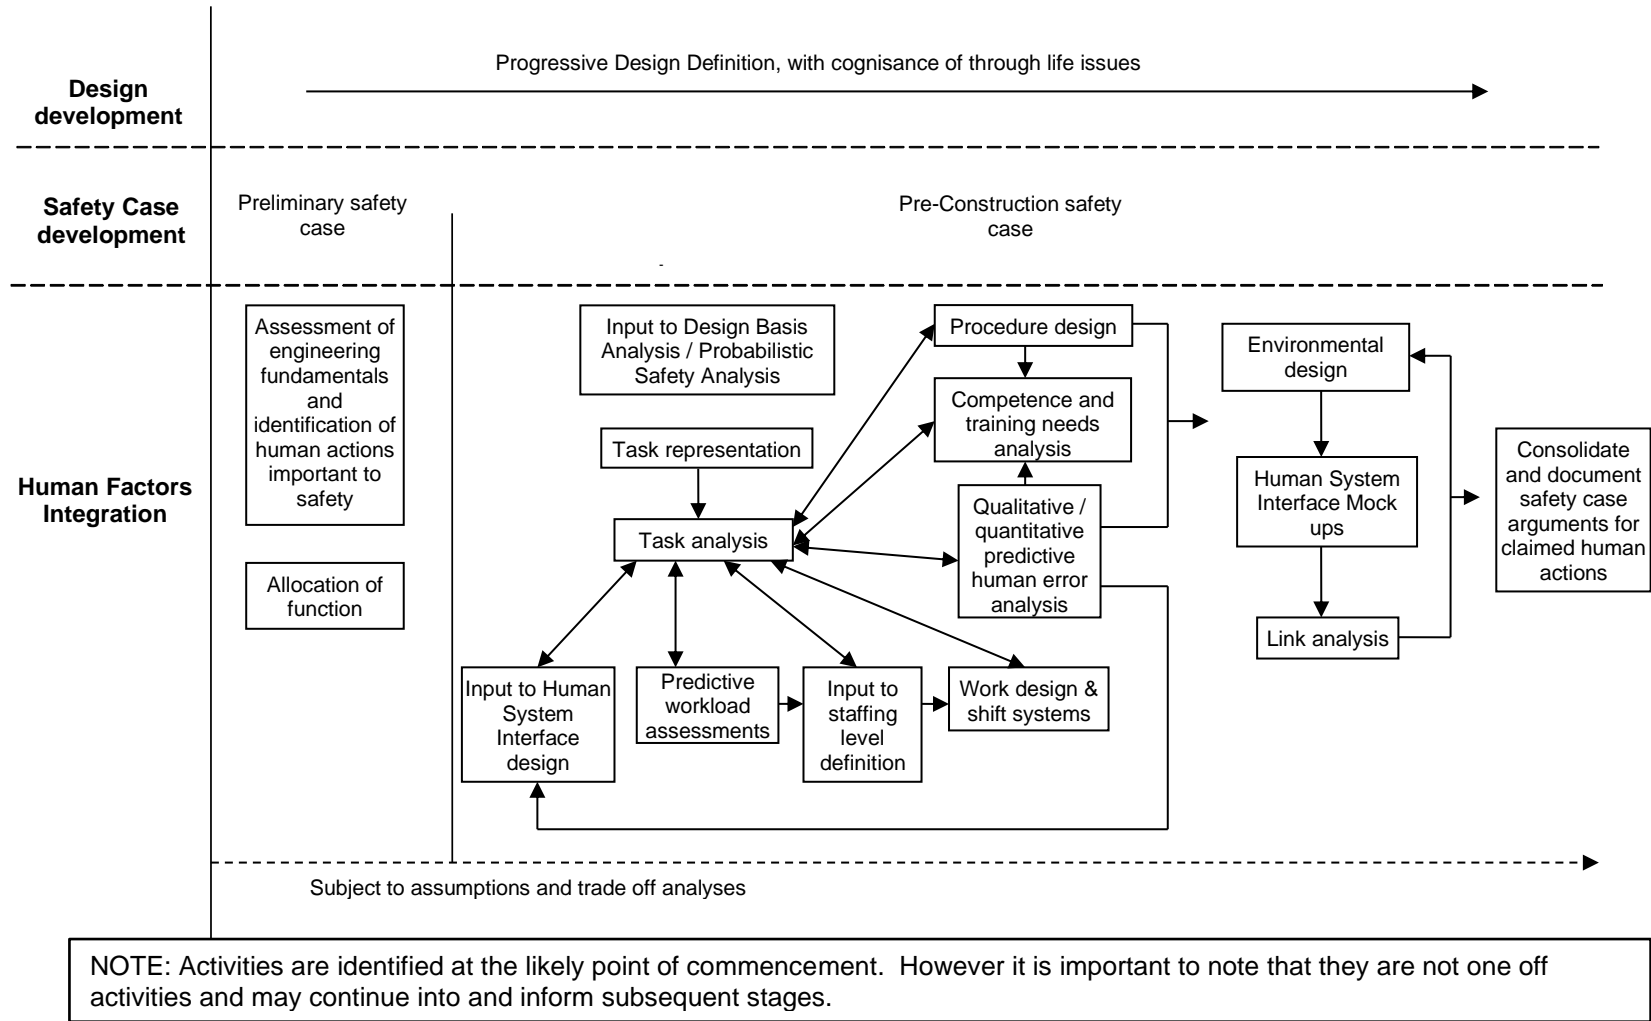 Progressive Design Definition, with cognisance of through life issues
Design
development
Safety Case
development
Preliminary safety
case
Pre-Construction safety
case
-
Human Factors
Integration
Assessment of
engineering
fundamentals
and
identification of
human actions
important to
safety
Allocation of
function
Input to Design Basis
Analysis / Probabilistic
Safety Analysis
Task representation
Task analysis
Procedure design
Competence and
training needs
analysis
Qualitative /
quantitative
predictive
human error
analysis
Input to Human
System
Interface
design
Predictive
workload
assessments
Input to
staffing
level
definition
Work design &
shift systems
Environmental
design
Human System
Interface Mock
ups
Link analysis
Consolidate
and document
safety case
arguments for
claimed human
actions
Subject to assumptions and trade off analyses
NOTE: Activities are identified at the likely point of commencement.  However it is important to note that they are not one off
activities and may continue into and inform subsequent stages.